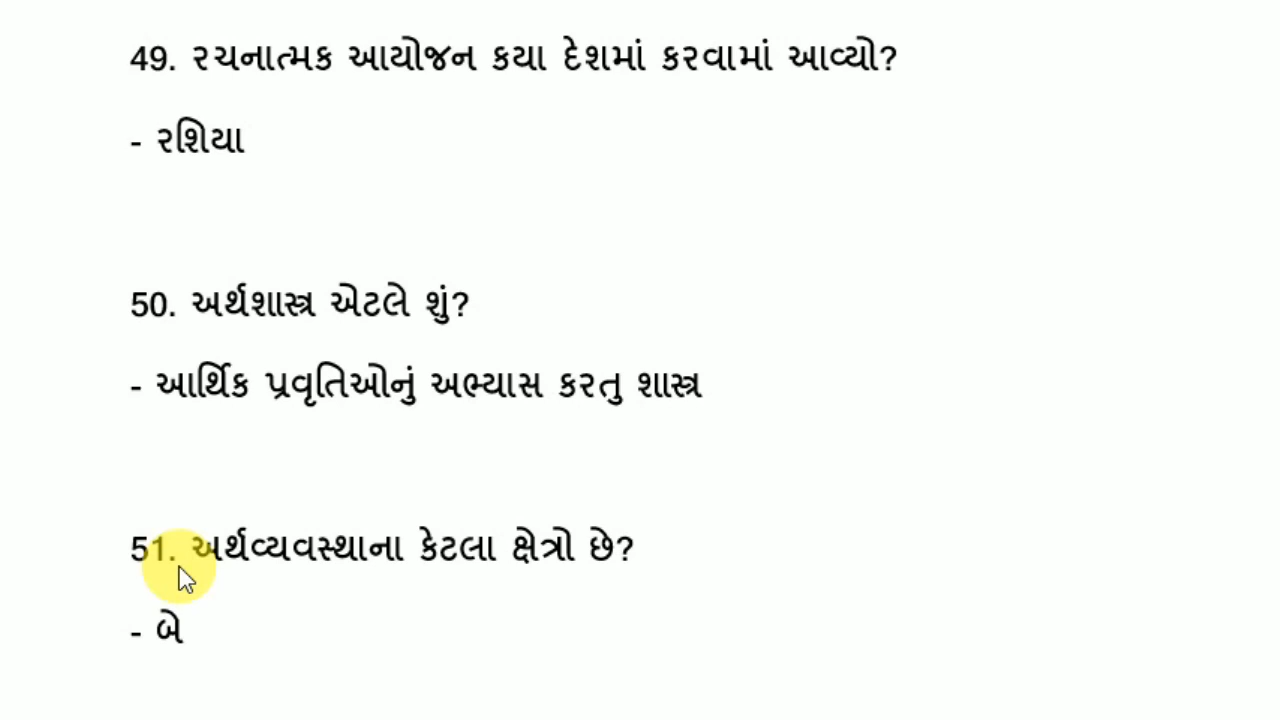 49. રચનાત્મક આયોજન કયા દેશમાં કરવામાં આવ્યો?
- રશિયા
50. અર્થશાસ્ત્ર એટલે શું?
- આર્થિક પ્રવૃતિઓનું અભ્યાસ કરતુ શાસ્ત્ર
51. અર્થવ્યવસ્થાના કેટલા ક્ષેત્રો છે?
- બે